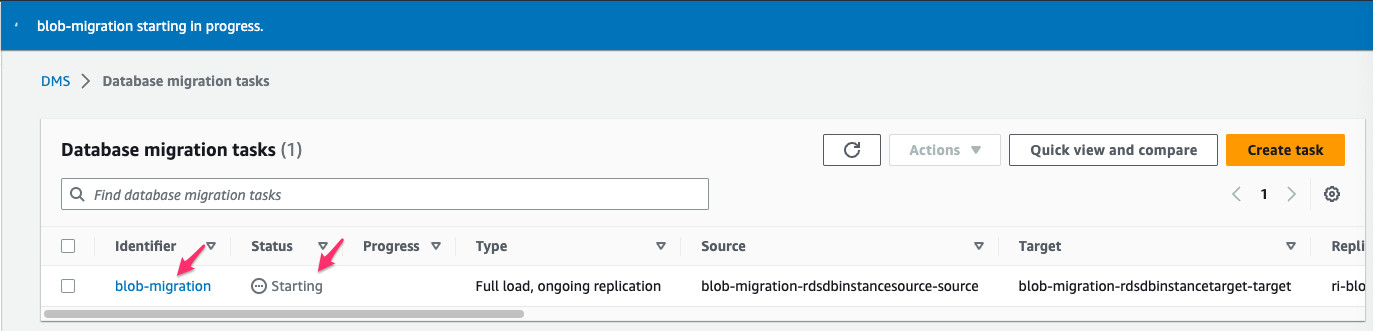 blob-migration starting in progress.
DMS > Database migration tasks
Database migration tasks (1)
Actions
Quick view and compare
Create task
Find database migration tasks
1
Identifier Status Progress Type Source Target Repli
blob-migration Starting Full load, ongoing replication blob-migration-rdsdbinstancesource-source blob-migration-rdsdbinstancetarget-target ri-blo